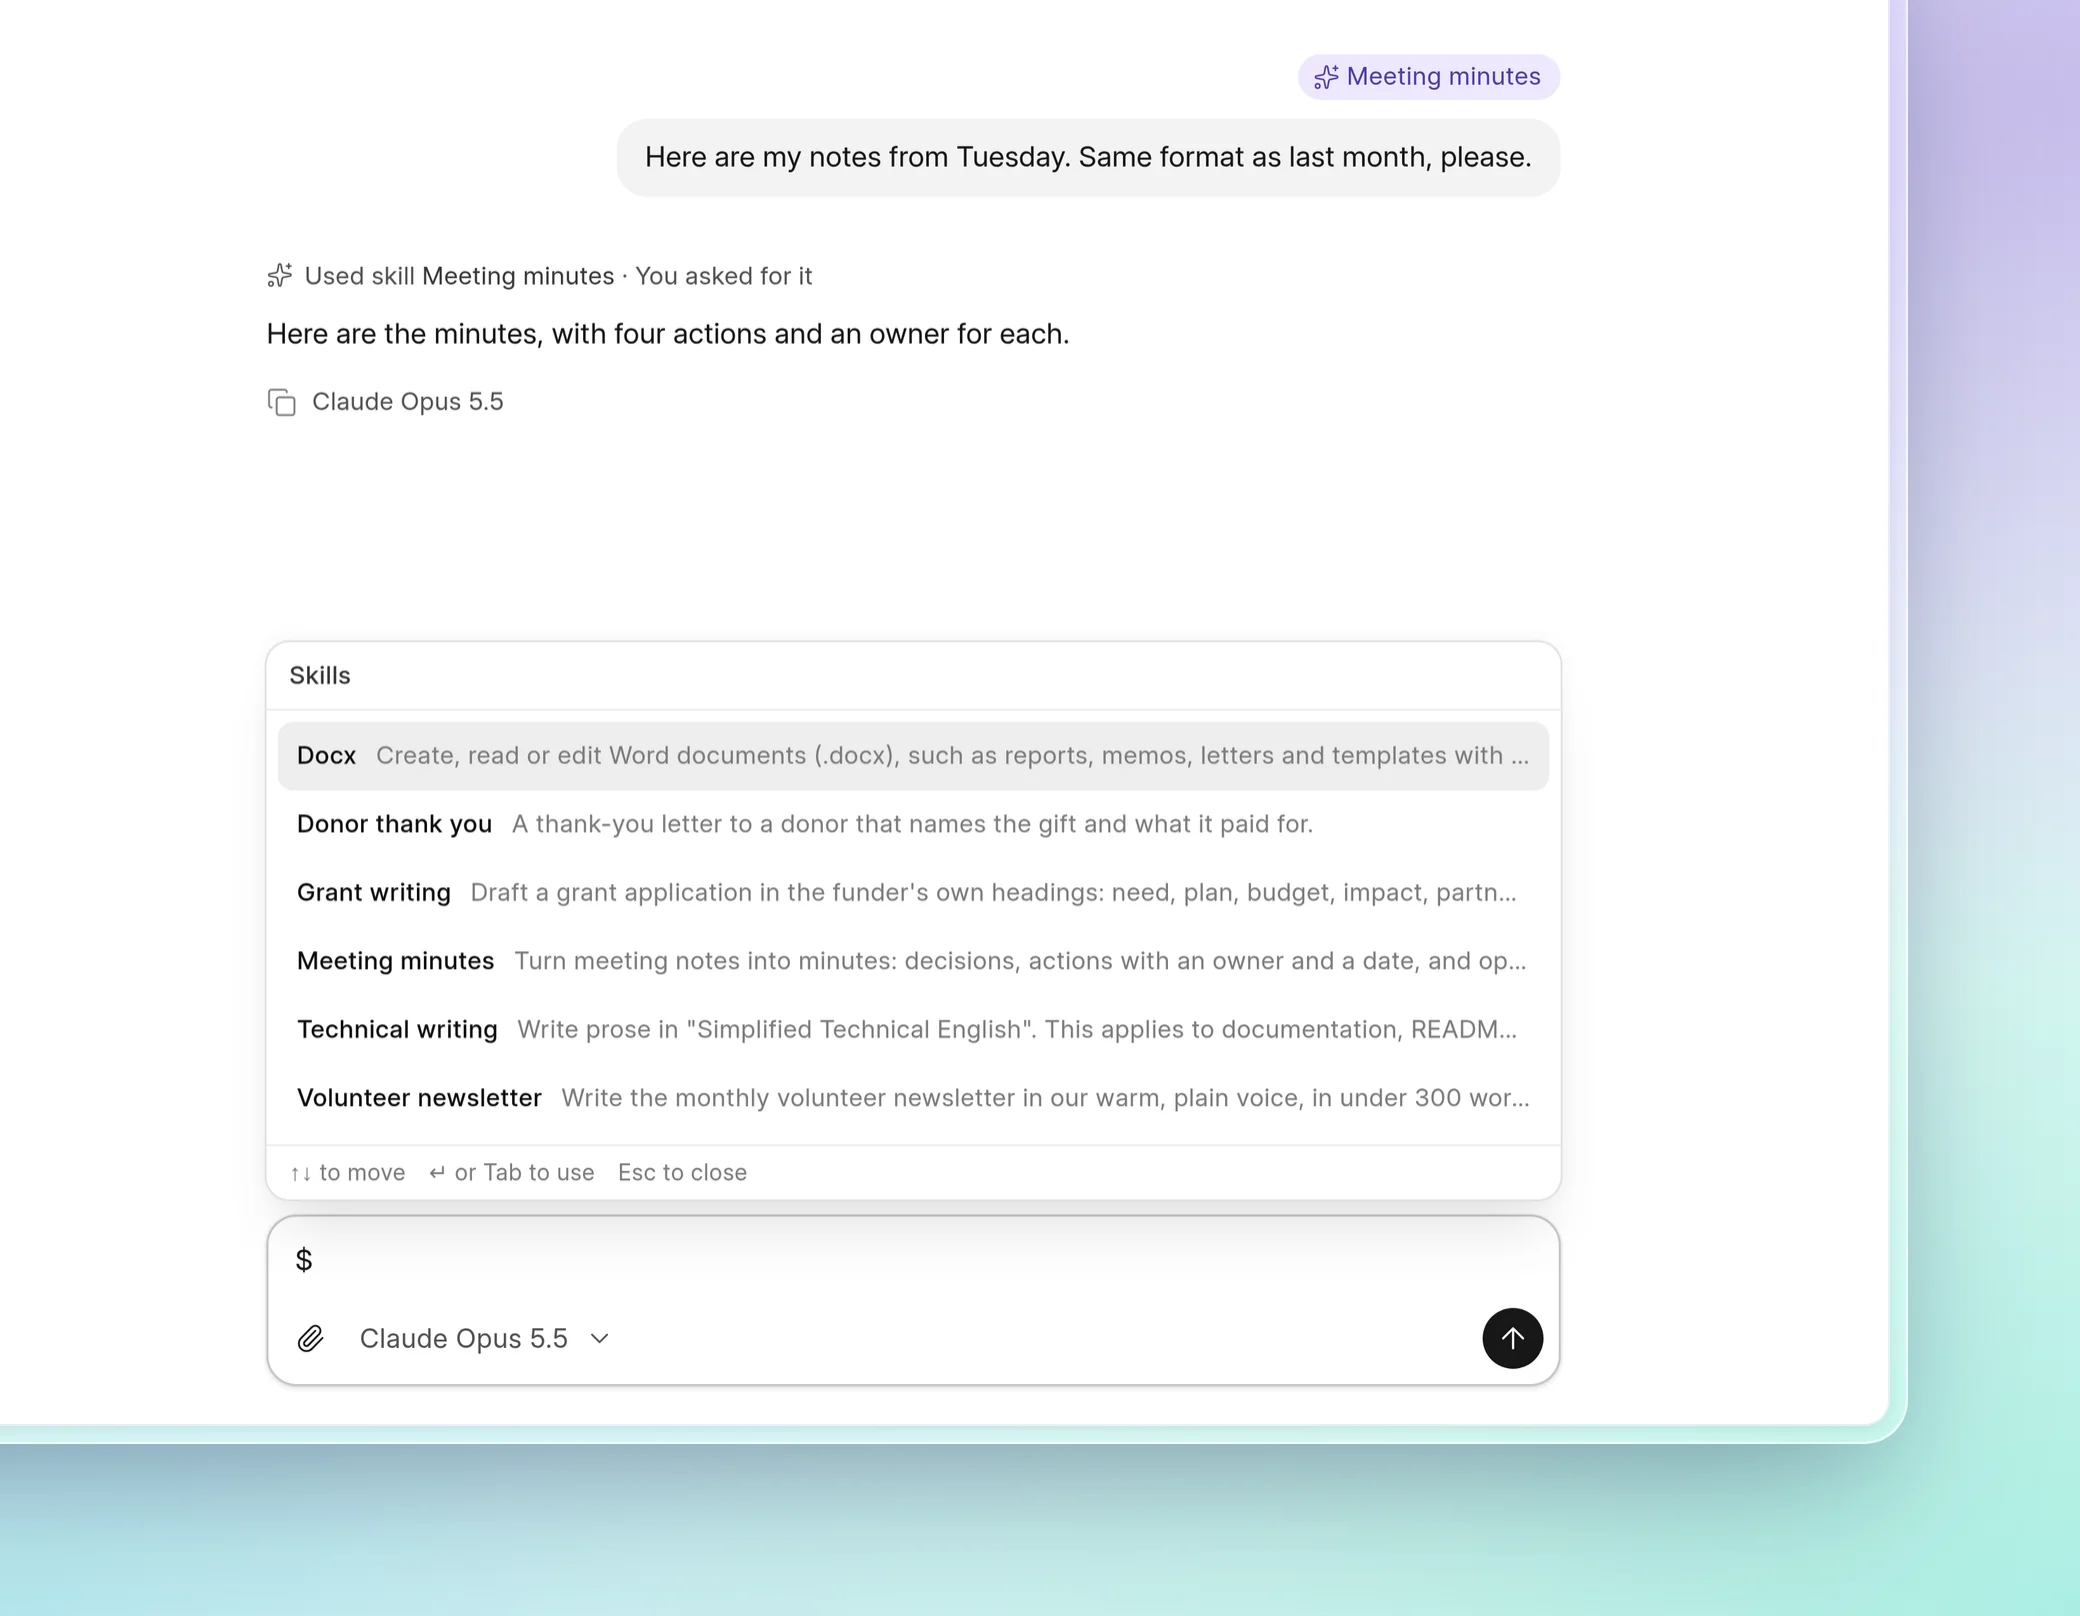 Meeting minutes
Here are my notes from Tuesday. Same format as last month, please.
Used skill Meeting minutes · You asked for it
Here are the minutes, with four actions and an owner for each.
Claude Opus 5.5
Skills
Docx Create, read or edit Word documents (.docx), such as reports, memos, letters and templates with ...
Donor thank you A thank-you letter to a donor that names the gift and what it paid for.
Grant writing Draft a grant application in the funder's own headings: need, plan, budget, impact, partn...
Meeting minutes Turn meeting notes into minutes: decisions, actions with an owner and a date, and op...
Technical writing Write prose in "Simplified Technical English". This applies to documentation, READM...
Volunteer newsletter Write the monthly volunteer newsletter in our warm, plain voice, in under 300 wor...
↑↓ to move ↵ or Tab to use Esc to close
$
Claude Opus 5.5